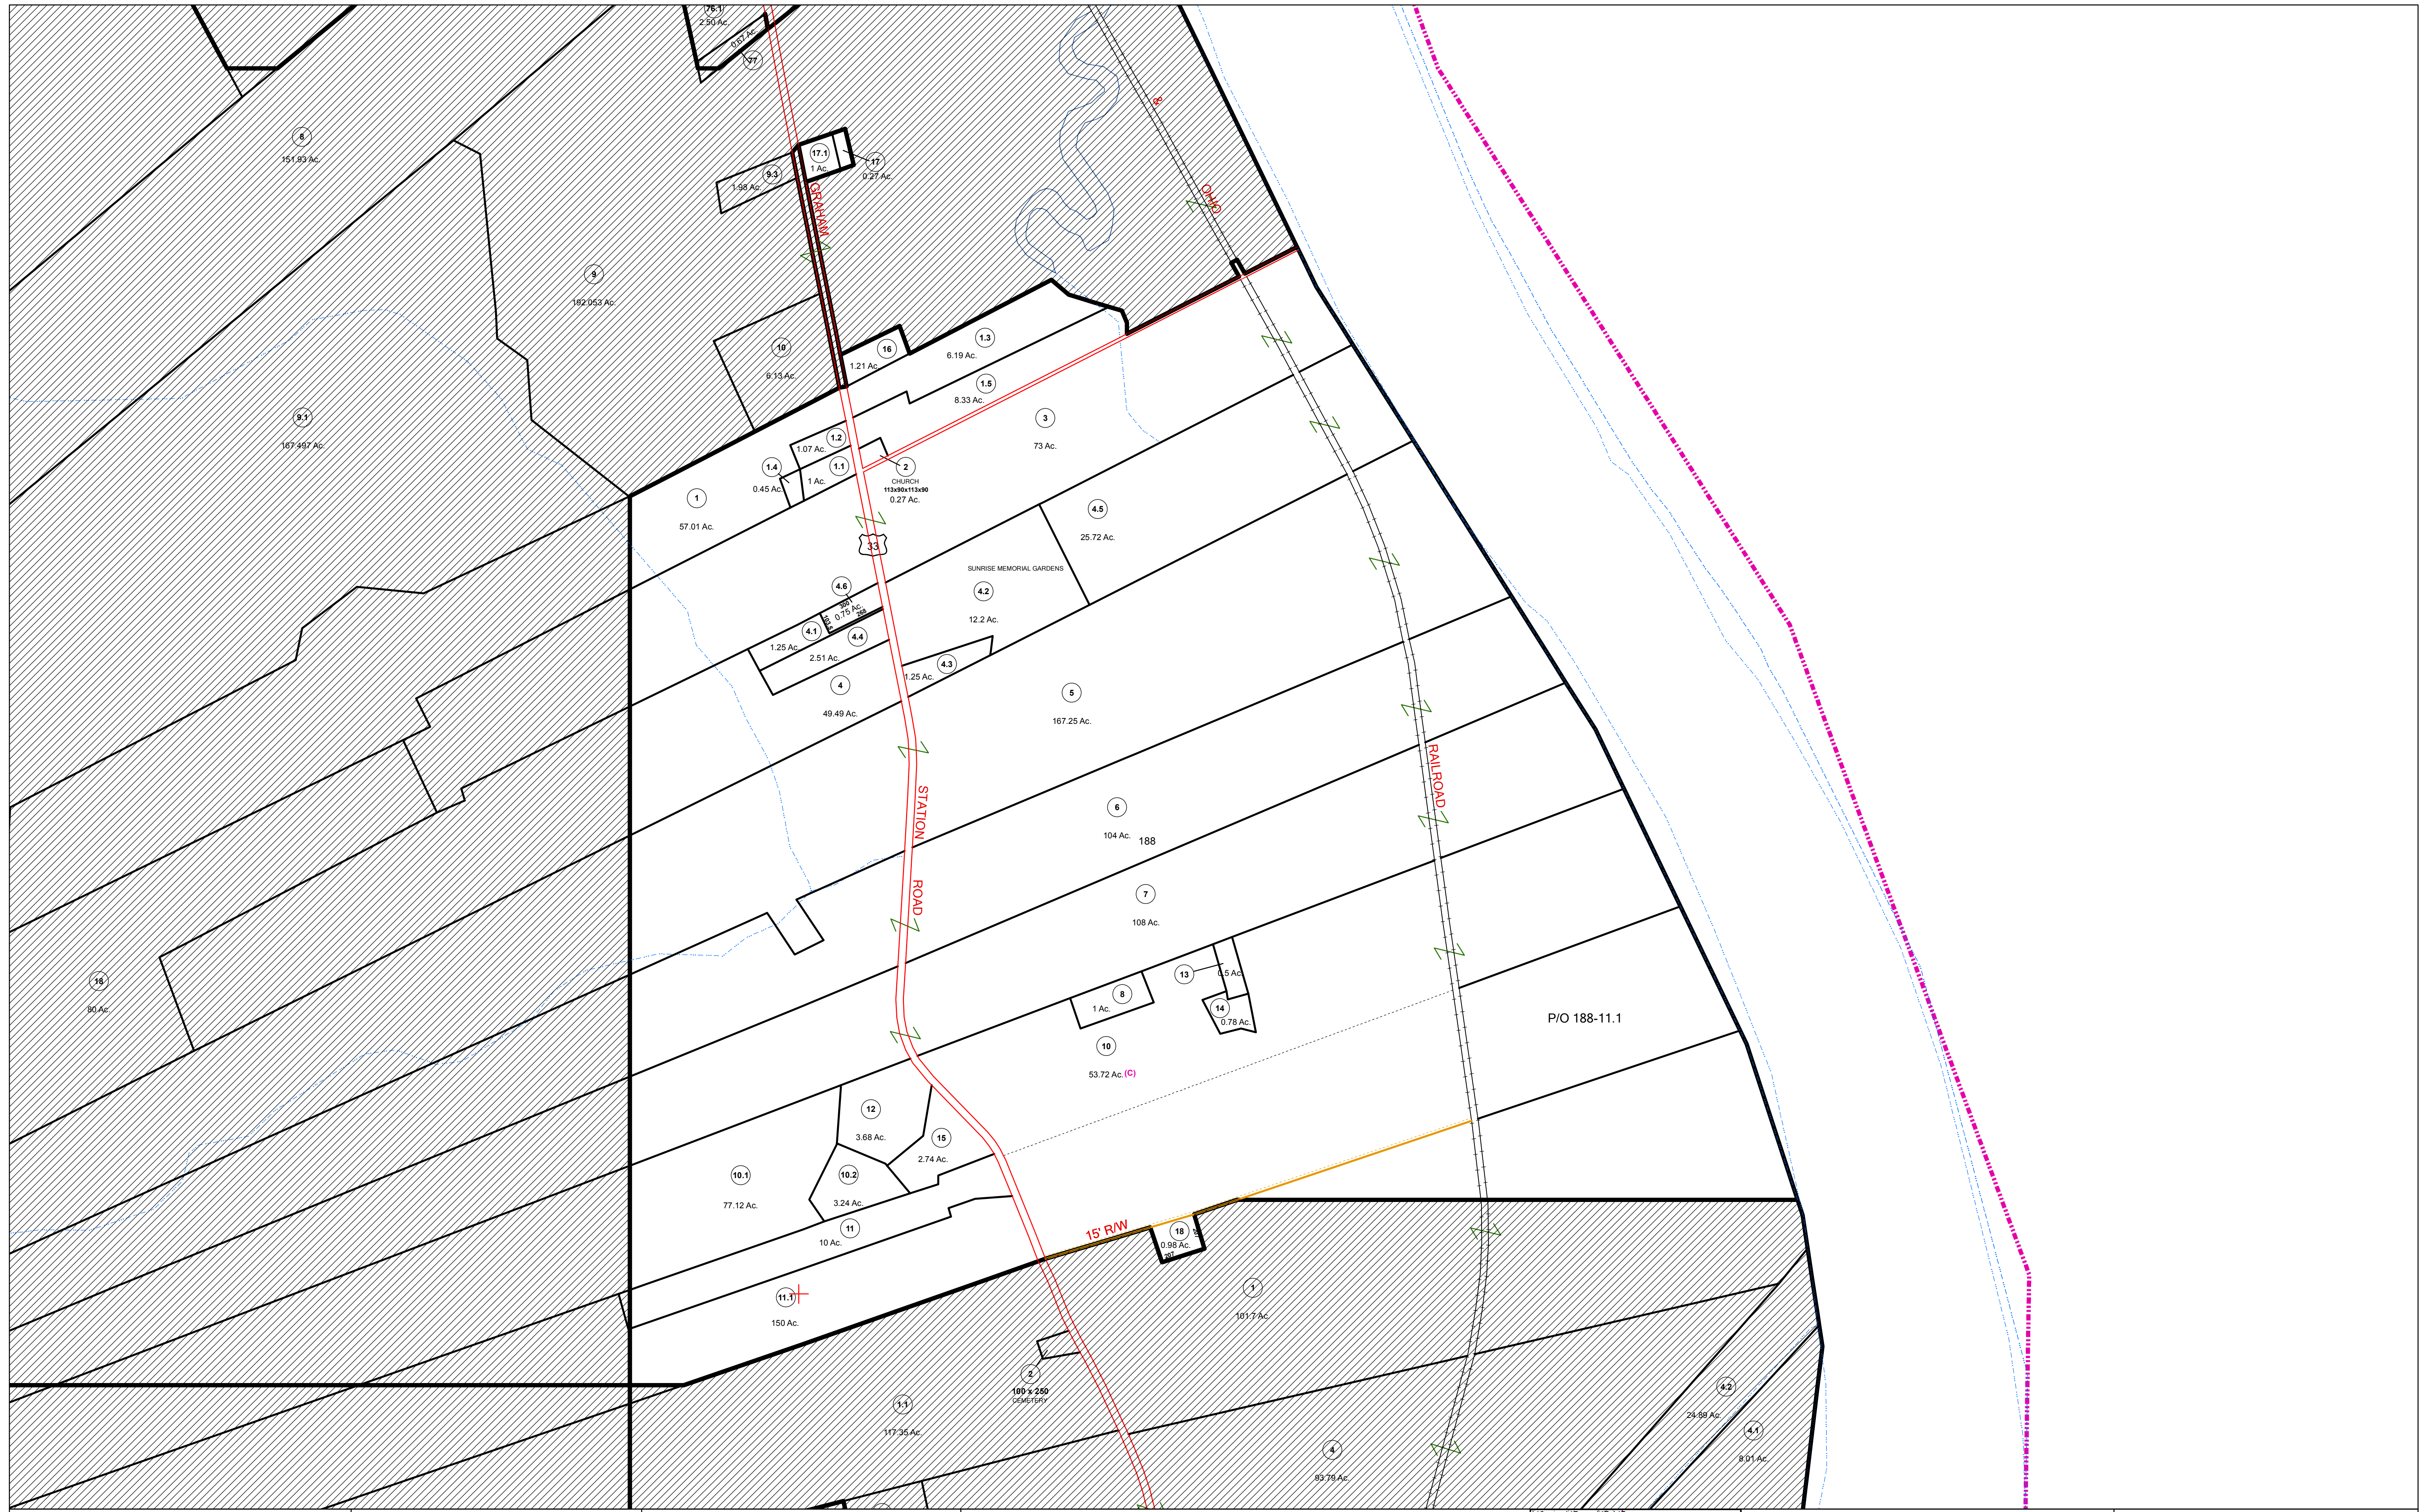 76.1
2.50 Ac.
0.67 Ac.
77
8
151.93 Ac.
&
17.1
1 Ac.
17
0.27 Ac.
9.3
1.98 Ac.
GRAHAM
OHIO
9
192.053 Ac.
10
6.13 Ac.
16
1.21 Ac.
1.3
6.19 Ac.
1.5
8.33 Ac.
9.1
167.497 Ac.
3
73 Ac.
1.2
1.07 Ac.
1.4
0.45 Ac.
1.1
1 Ac.
2
CHURCH
113x90x113x90
0.27 Ac.
1
57.01 Ac.
33
4.5
25.72 Ac.
SUNRISE MEMORIAL GARDENS
4.2
12.2 Ac.
4.6
300
0.75 Ac.
268
4.1
1.25 Ac.
4.4
2.51 Ac.
4.3
1.25 Ac.
4
49.49 Ac.
5
167.25 Ac.
STATION
RAILROAD
6
104 Ac.
188
ROAD
7
108 Ac.
18
80 Ac.
13
0.5 Ac.
8
1 Ac.
14
0.78 Ac.
P/O 188-11.1
10
53.72 Ac. (C)
12
3.68 Ac.
15
2.74 Ac.
10.1
77.12 Ac.
10.2
3.24 Ac.
11
10 Ac.
15' R/W
18
0.98 Ac.
207
11.1
150 Ac.
1
101.7 Ac.
2
100 x 250
CEMETERY
1.1
117.35 Ac.
4.2
24.89 Ac.
4.1
8.01 Ac.
4
93.79 Ac.